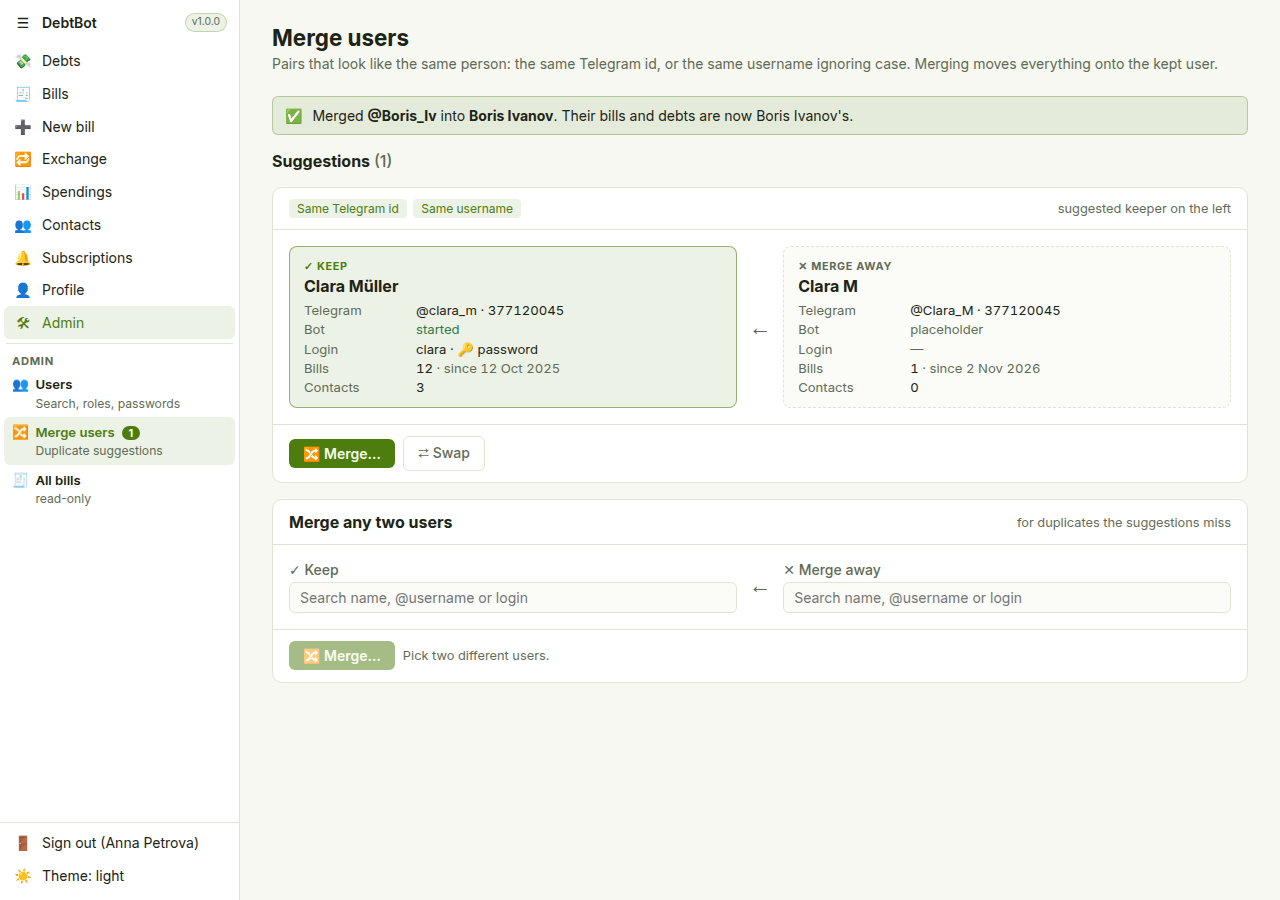 ☰ DebtBot v1.0.0
Debts
Bills
New bill
Exchange
Spendings
Contacts
Subscriptions
Profile
Admin
ADMIN
Users
Search, roles, passwords
Merge users 1
Duplicate suggestions
All bills
read-only
Sign out (Anna Petrova)
Theme: light
Merge users
Pairs that look like the same person: the same Telegram id, or the same username ignoring case. Merging moves everything onto the kept user.
✅ Merged @Boris_Iv into Boris Ivanov. Their bills and debts are now Boris Ivanov's.
Suggestions (1)
Same Telegram id Same username suggested keeper on the left
✓ KEEP
Clara Müller
Telegram @clara_m · 377120045
Bot started
Login clara · 🔑 password
Bills 12 · since 12 Oct 2025
Contacts 3
←
✕ MERGE AWAY
Clara M
Telegram @Clara_M · 377120045
Bot placeholder
Login —
Bills 1 · since 2 Nov 2026
Contacts 0
🔀 Merge...
⇄ Swap
Merge any two users for duplicates the suggestions miss
✓ Keep
Search name, @username or login
←
✕ Merge away
Search name, @username or login
🔀 Merge... Pick two different users.